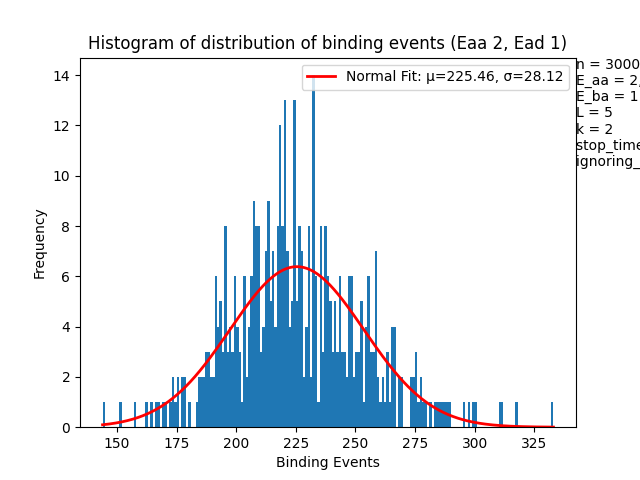 Histogram of distribution of binding events (Eaa 2, Ead 1)
Normal Fit: μ=225.46, σ=28.12
n = 3000
E_aa = 2,
E_ba = 1
L = 5
k = 2
stop_time
ignoring_
14
12
10
8
6
4
2
0
Frequency
150 175 200 225 250 275 300 325
Binding Events